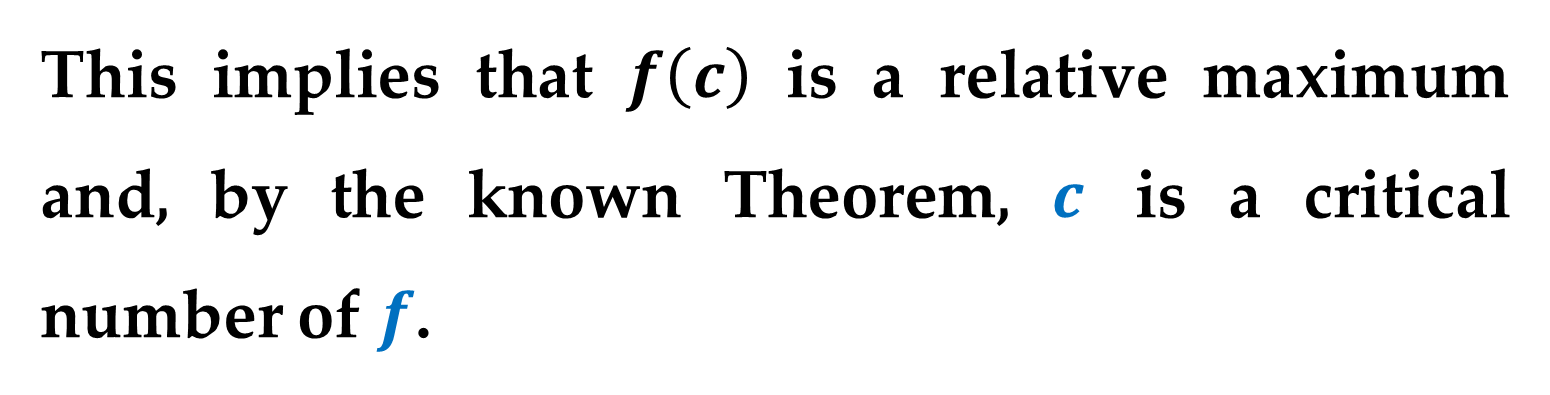 This implies that f(c) is a relative maximum
and, by the known Theorem, c is a critical
number of f.